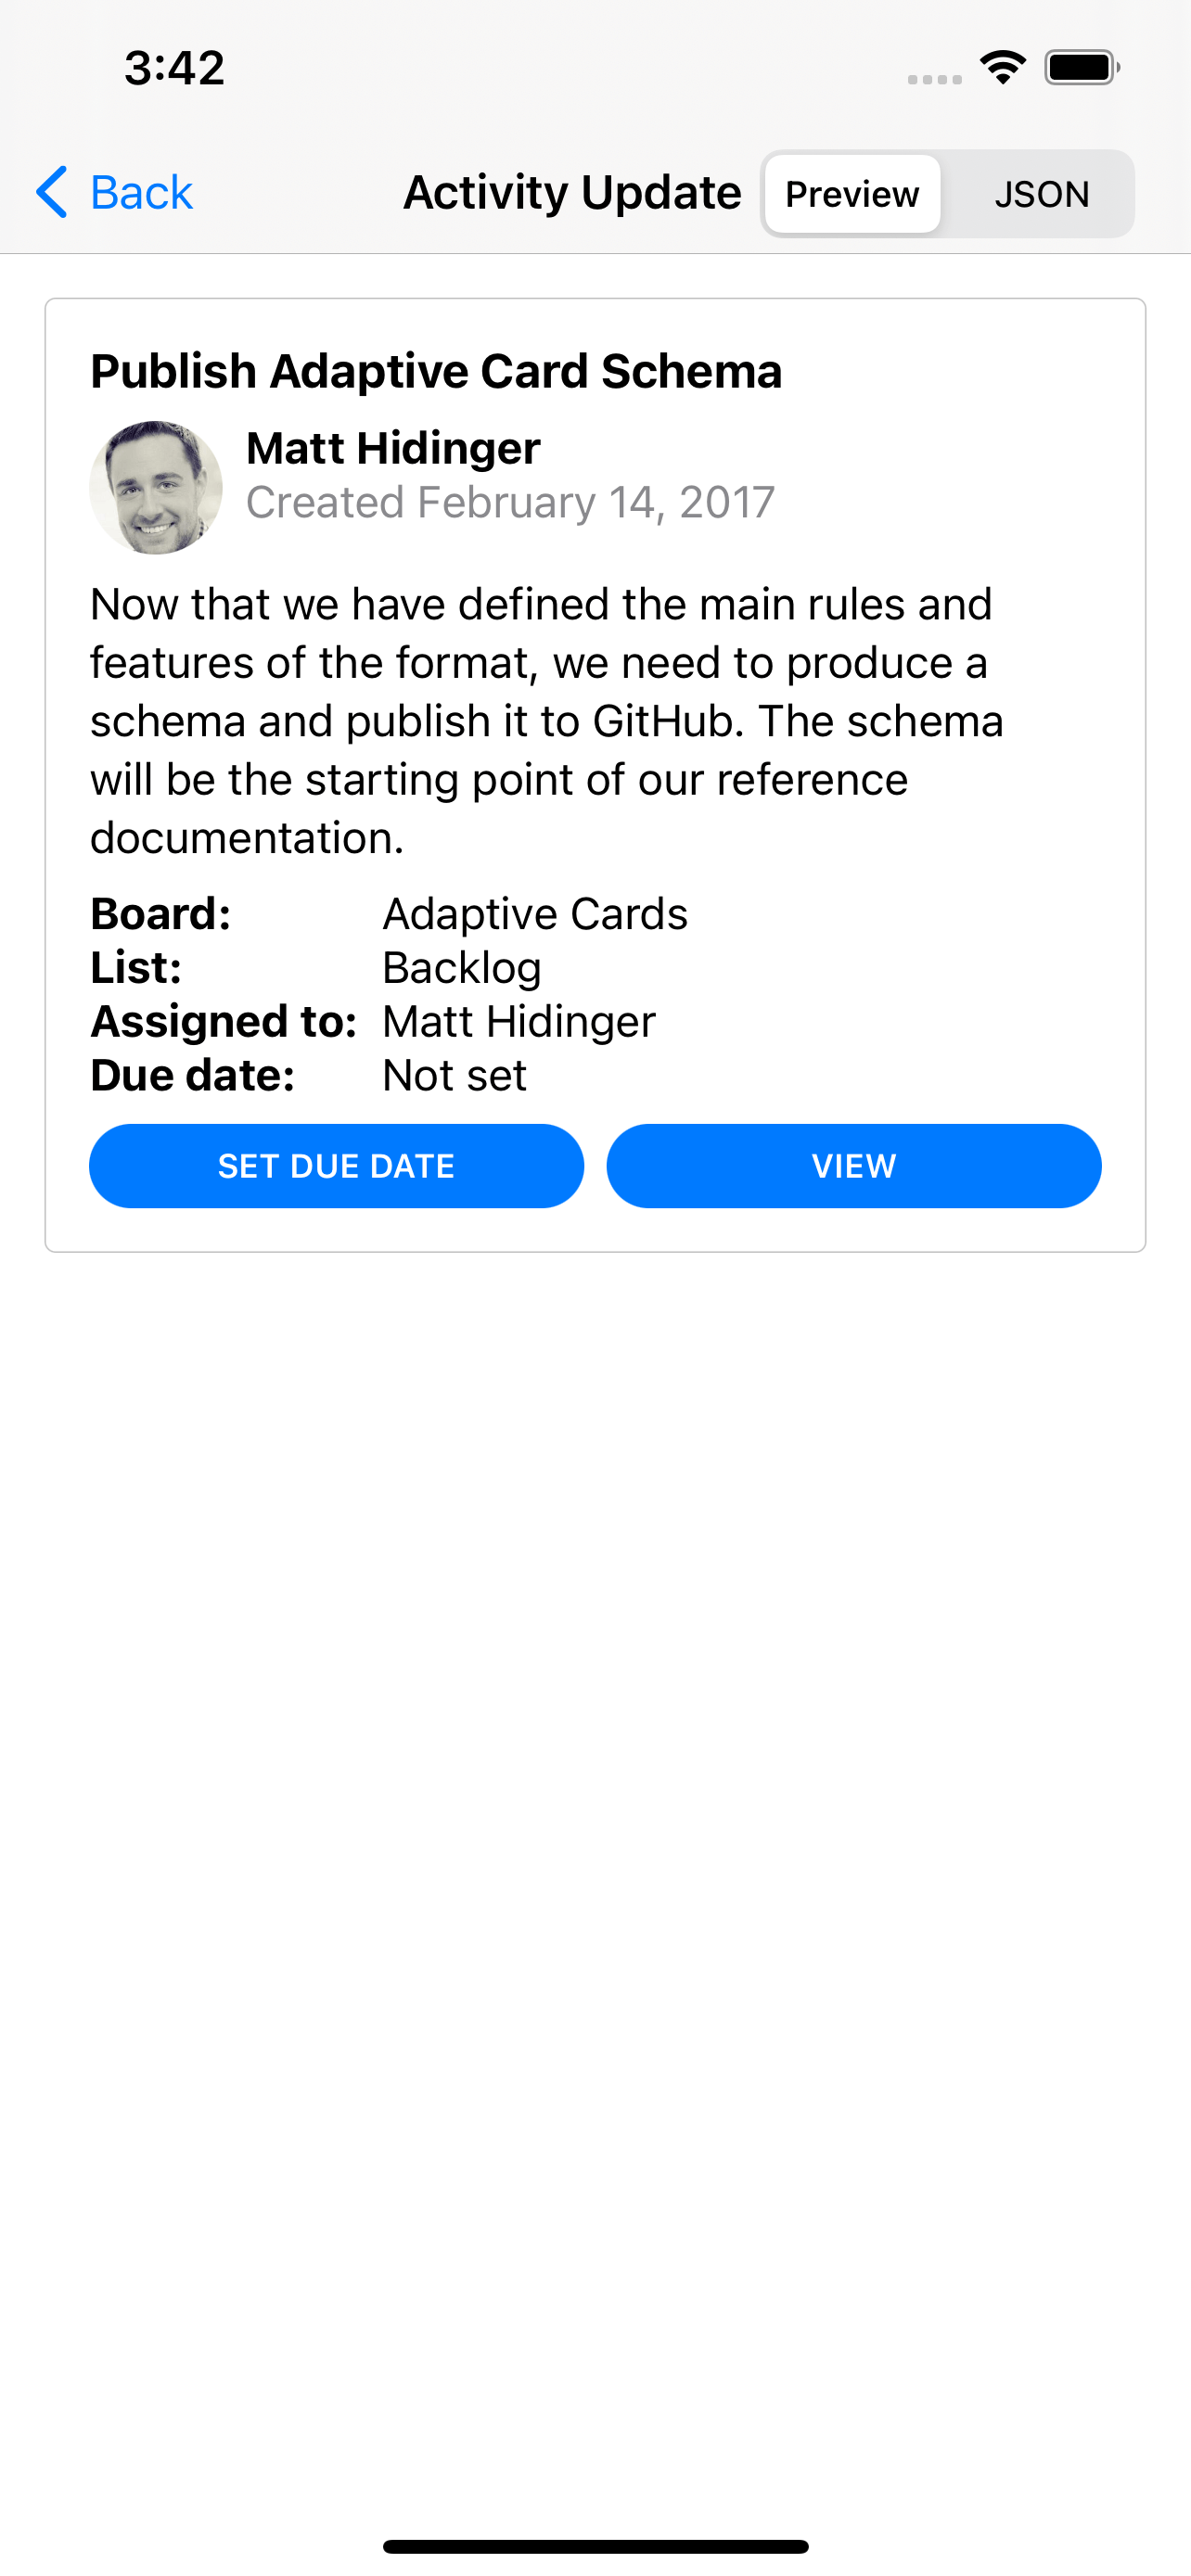 3:42
Back
Activity Update
Preview
JSON
Publish Adaptive Card Schema
Matt Hidinger
Created February 14, 2017
Now that we have defined the main rules and
features of the format, we need to produce a
schema and publish it to GitHub. The schema
will be the starting point of our reference
documentation.
Board: Adaptive Cards
List: Backlog
Assigned to: Matt Hidinger
Due date: Not set
SET DUE DATE
VIEW